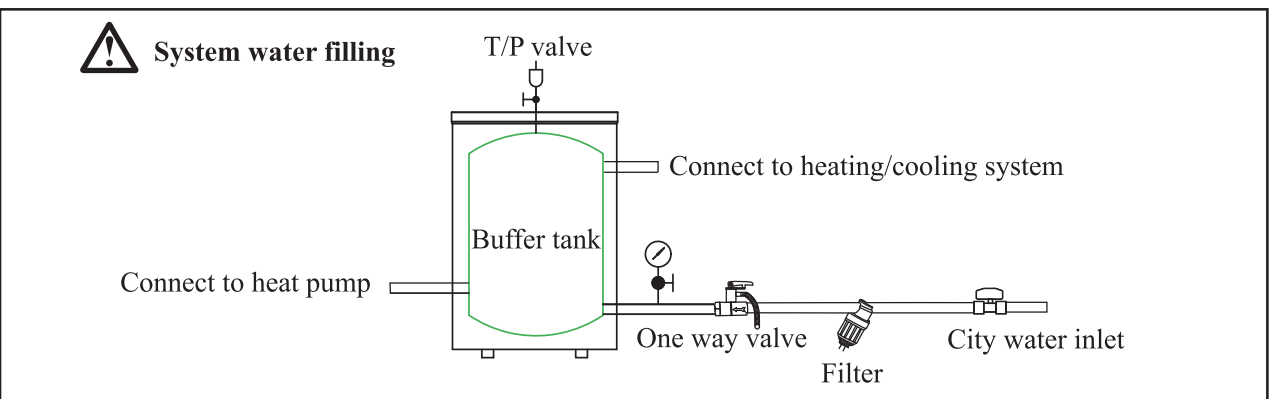 System water filling
T/P valve
Connect to heating/cooling system
Buffer tank
Connect to heat pump
One way valve
City water inlet
Filter